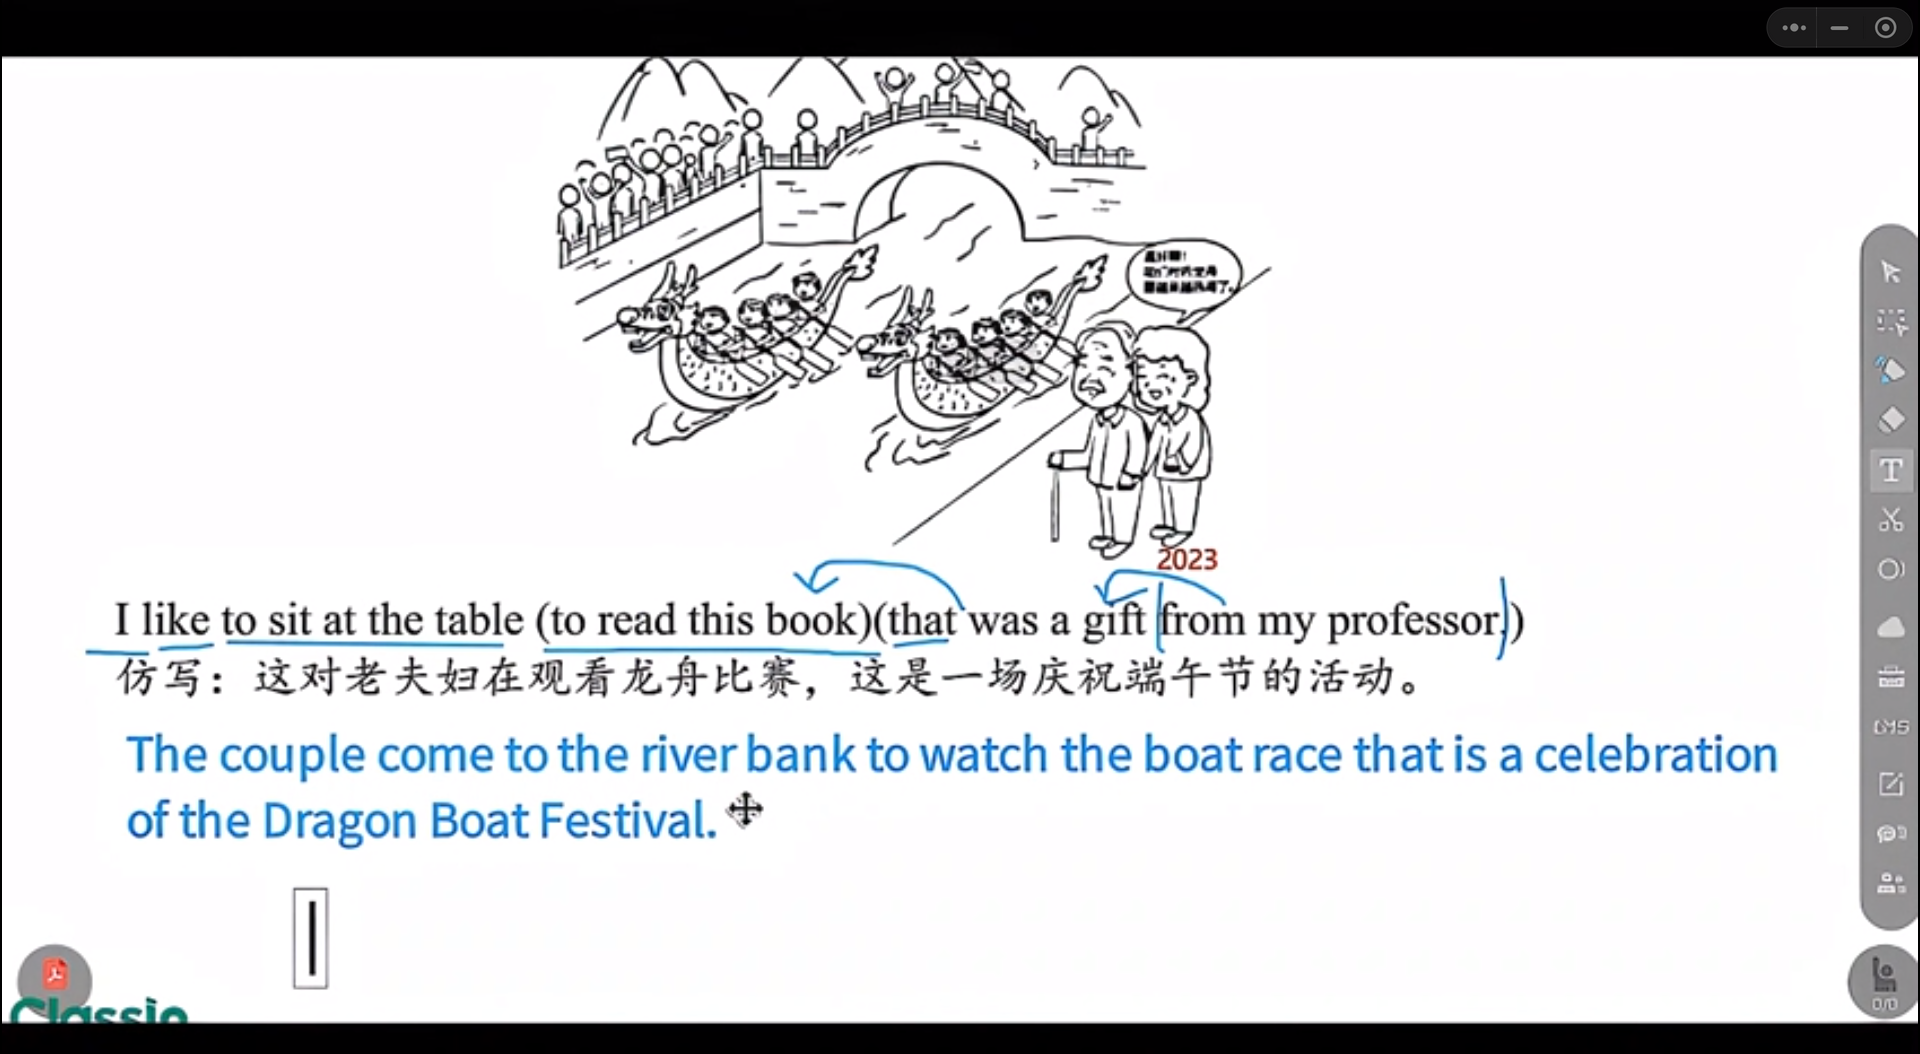 2023
I like to sit at the table (to read this book)(that was a gift from my professor.)
仿写：这对老夫妇在观看龙舟比赛，这是一场庆祝端午节的活动。
The couple come to the river bank to watch the boat race that is a celebration
of the Dragon Boat Festival.
T
0/0
Classin